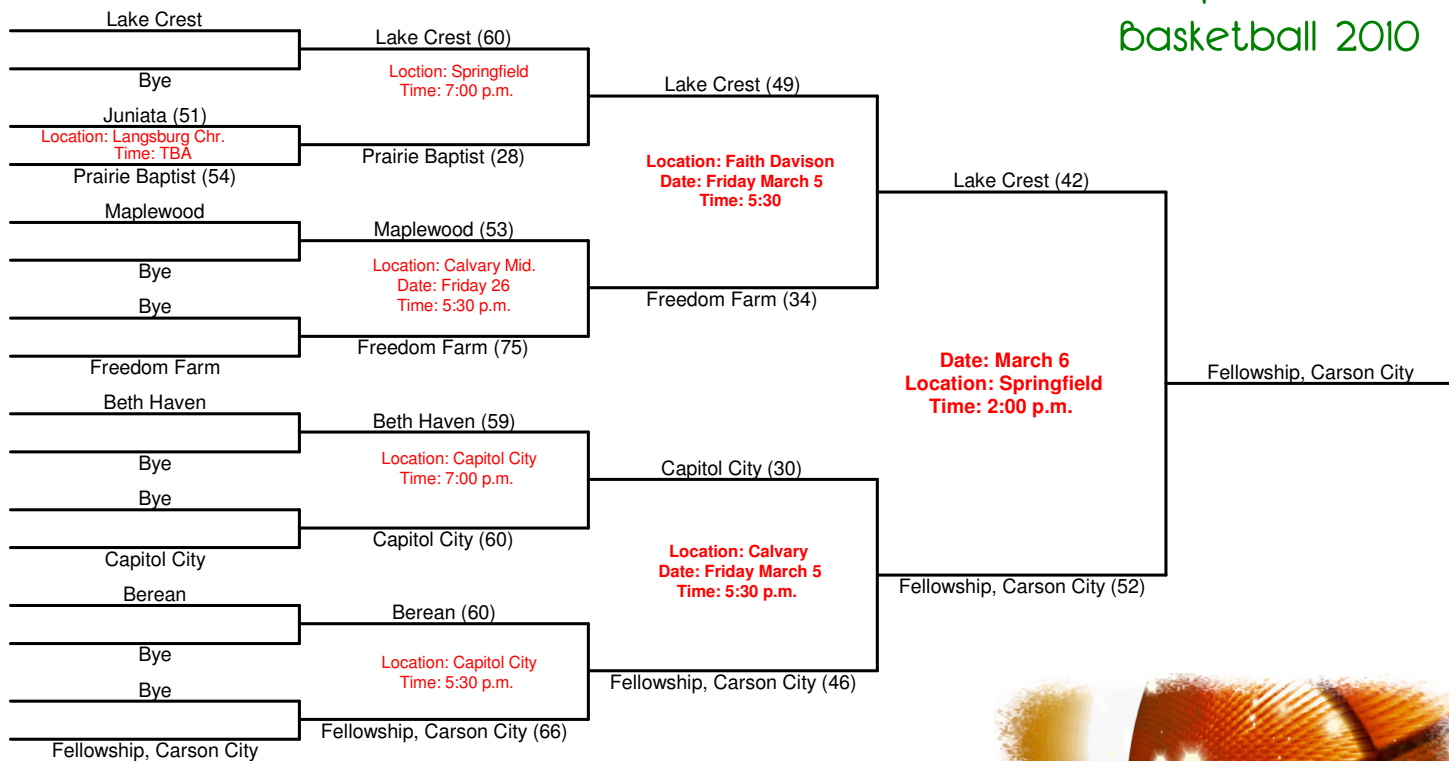 Basketball 2010
Lake Crest
Bye
Juniata (51)
Location: Langsburg Chr.
Time: TBA
Prairie Baptist (54)
Maplewood
Bye
Bye
Freedom Farm
Beth Haven
Bye
Bye
Capitol City
Berean
Bye
Bye
Fellowship, Carson City
Lake Crest (60)
Loction: Springfield
Time: 7:00 p.m.
Prairie Baptist (28)
Maplewood (53)
Location: Calvary Mid.
Date: Friday 26
Time: 5:30 p.m.
Freedom Farm (75)
Beth Haven (59)
Location: Capitol City
Time: 7:00 p.m.
Capitol City (60)
Berean (60)
Location: Capitol City
Time: 5:30 p.m.
Fellowship, Carson City (66)
Lake Crest (49)
Location: Faith Davison
Date: Friday March 5
Time: 5:30
Freedom Farm (34)
Capitol City (30)
Location: Calvary
Date: Friday March 5
Time: 5:30 p.m.
Fellowship, Carson City (46)
Lake Crest (42)
Date: March 6
Location: Springfield
Time: 2:00 p.m.
Fellowship, Carson City (52)
Fellowship, Carson City